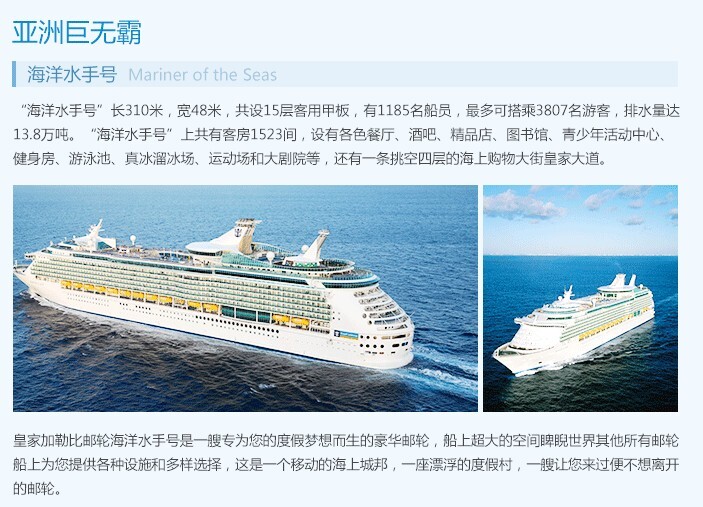 亚洲巨无霸
海洋水手号 Mariner of the Seas
“海洋水手号”长310米，宽48米，共设15层客用甲板，有1185名船员，最多可搭乘3807名游客，排水量达
13.8万吨。“海洋水手号”上共有客房1523间，设有各色餐厅、酒吧、精品店、图书馆、青少年活动中心、
健身房、游泳池、真冰溜冰场、运动场和大剧院等，还有一条挑空四层的海上购物大街皇家大道。
皇家加勒比邮轮海洋水手号是一艘专为您的度假梦想而生的豪华邮轮，船上超大的空间睥睨世界其他所有邮轮
船上为您提供各种设施和多样选择，这是一个移动的海上城邦，一座漂浮的度假村，一艘让您来过便不想离开
的邮轮。